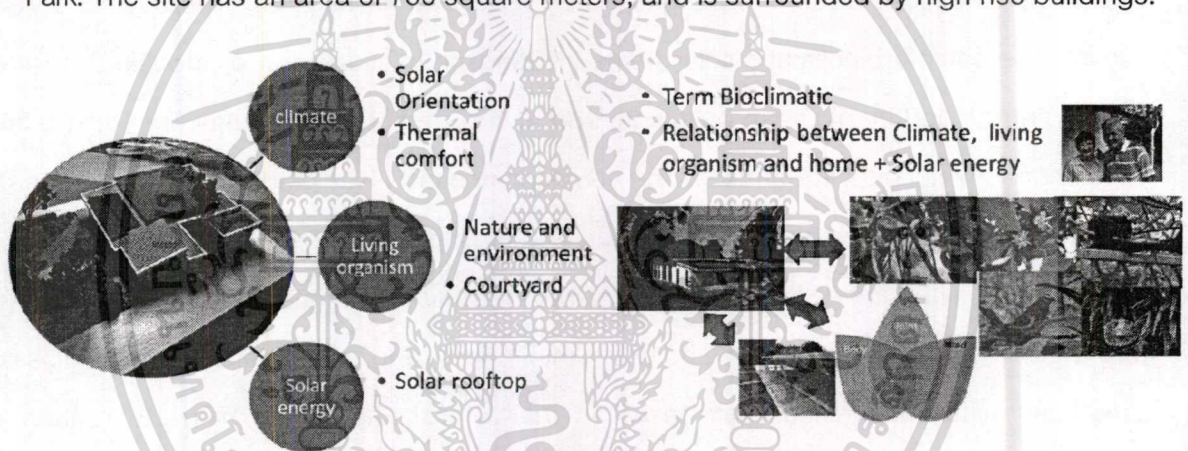 Park. The site has an area of 700 square meters, and is surrounded by high rise buildings.
climate
• Solar
Orientation
• Thermal
comfort
Living
organism
• Nature and
environment
• Courtyard
Solar
energy
• Solar rooftop
• Term Bioclimatic
• Relationship between Climate, living
organism and home + Solar energy
Body
Mind